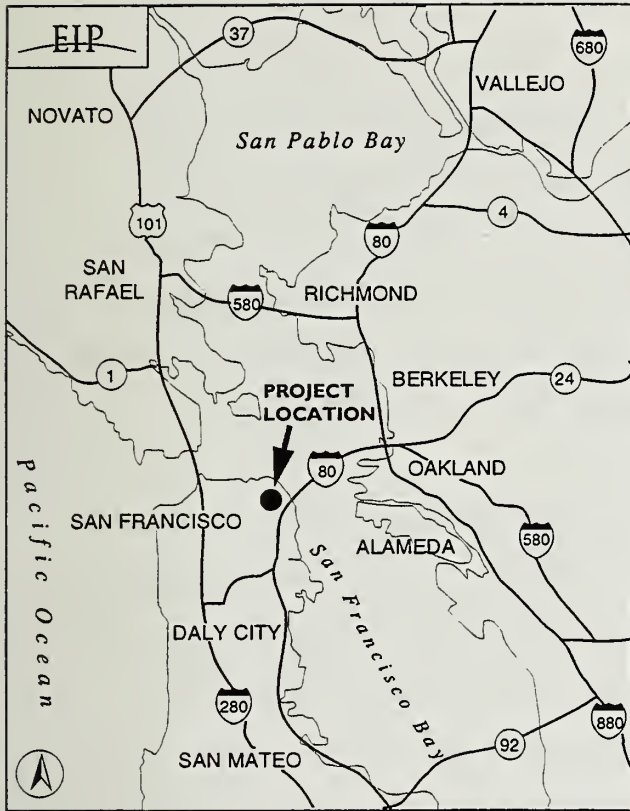 EIP
37
680
VALLEJO
NOVATO
San Pablo Bay
4
101
80
SAN
RAFAEL
580
RICHMOND
1
BERKELEY
24
PROJECT
LOCATION
80
OAKLAND
SAN FRANCISCO
ALAMEDA
580
Pacific Ocean
San Francisco Bay
DALY CITY
280
880
92
SAN MATEO